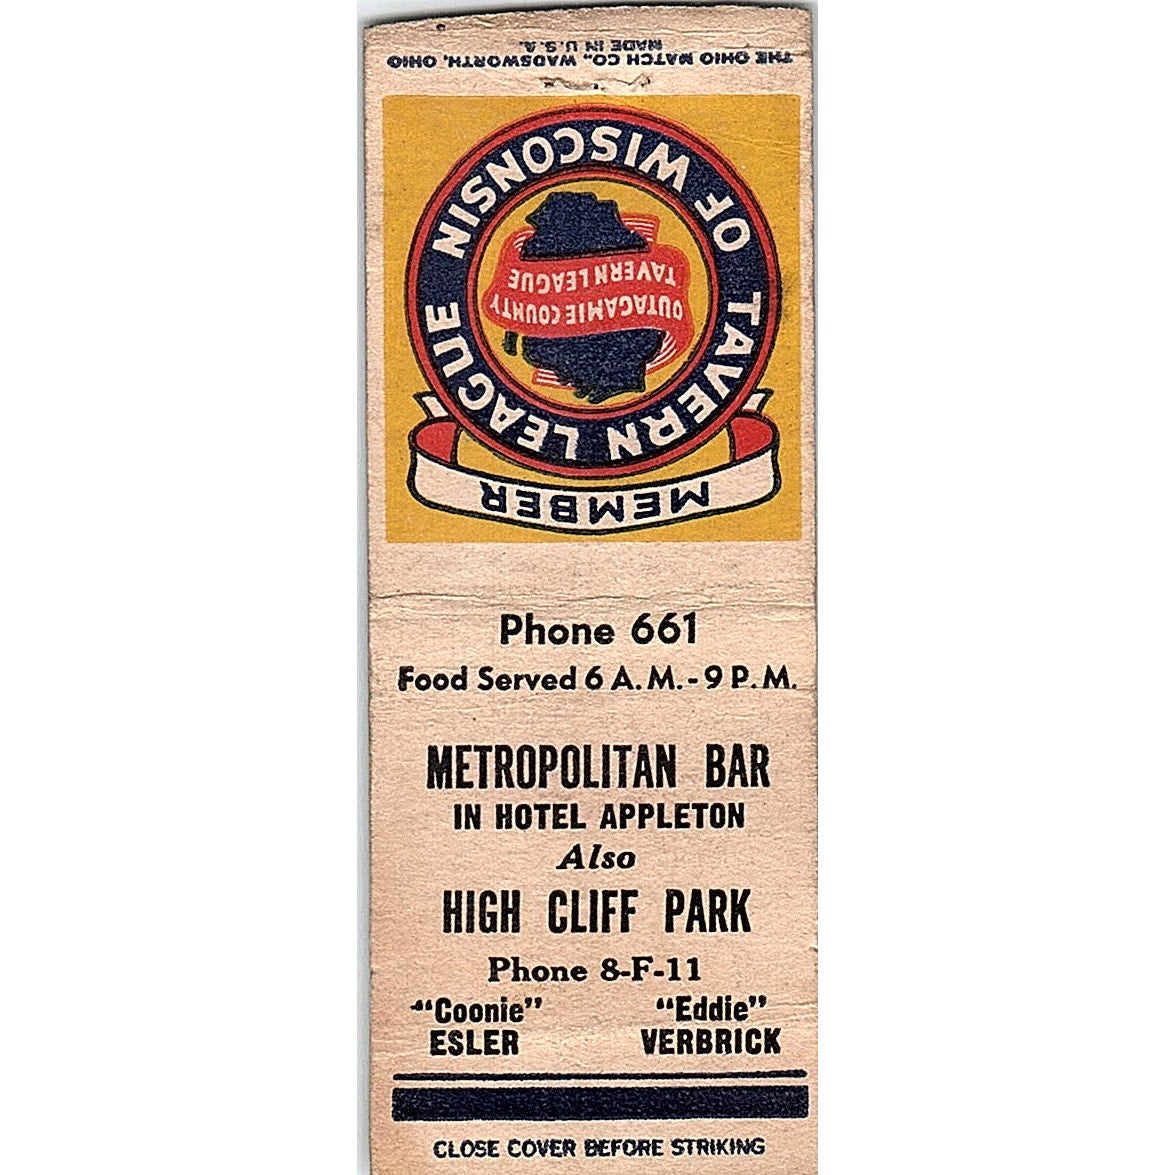 THE OHIO MATCH CO., WADSWORTH, OHIO
MADE IN U.S.A.
TAVERN LEAGUE OF WISCONSIN
OUTAGAMIE COUNTY
TAVERN LEAGUE
MEMBER
Phone 661
Food Served 6 A.M. - 9 P.M.
METROPOLITAN BAR
IN HOTEL APPLETON
Also
HIGH CLIFF PARK
Phone 8-F-11
"Coonie" "Eddie"
ESLER VERBRICK
CLOSE COVER BEFORE STRIKING